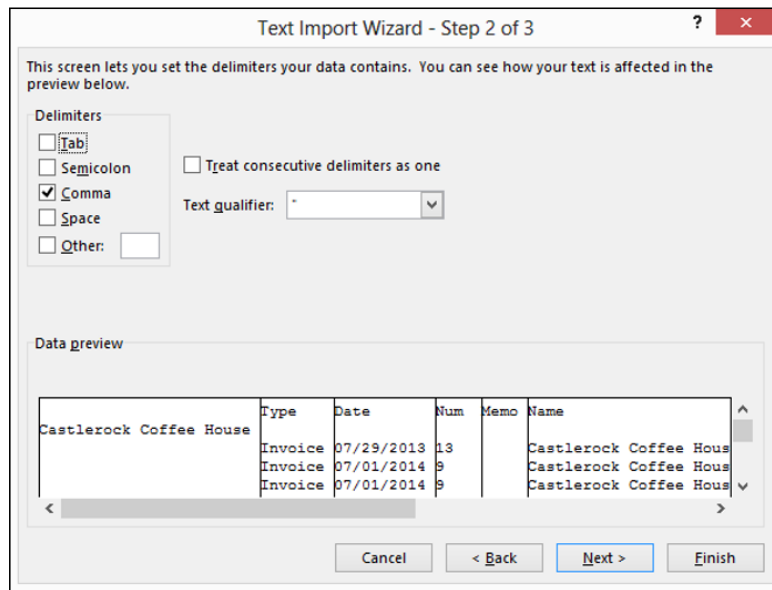 Text Import Wizard - Step 2 of 3
?
×
This screen lets you set the delimiters your data contains. You can see how your text is affected in the
preview below.
Delimiters
Tab
Semicolon
Comma
Space
Other:
Treat consecutive delimiters as one
Text qualifier: "
Data preview
Type Date Num Memo Name
Castlerock Coffee House
Invoice 07/29/2013 13 Castlerock Coffee Hous
Invoice 07/01/2014 9 Castlerock Coffee Hous
Invoice 07/01/2014 9 Castlerock Coffee Hous
Cancel < Back Next > Finish